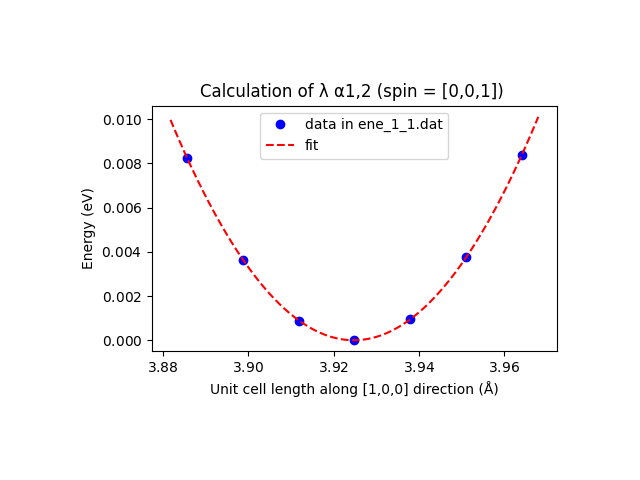 Calculation of λ α1,2 (spin = [0,0,1])
data in ene_1_1.dat
fit
Energy (eV)
0.010
0.008
0.006
0.004
0.002
0.000
3.88 3.90 3.92 3.94 3.96
Unit cell length along [1,0,0] direction (Å)